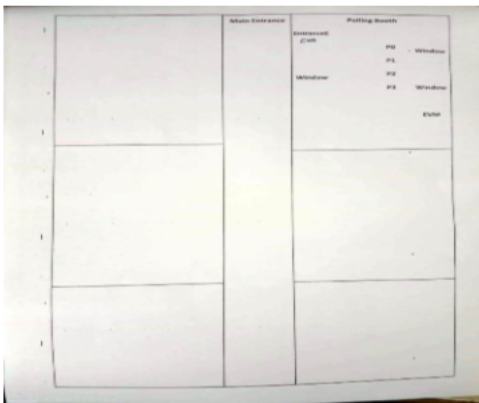 Main Entrance
Polling Booth
Entrance/
Exit
P0
Window
P1
Window
P2
P3
Window
EVM